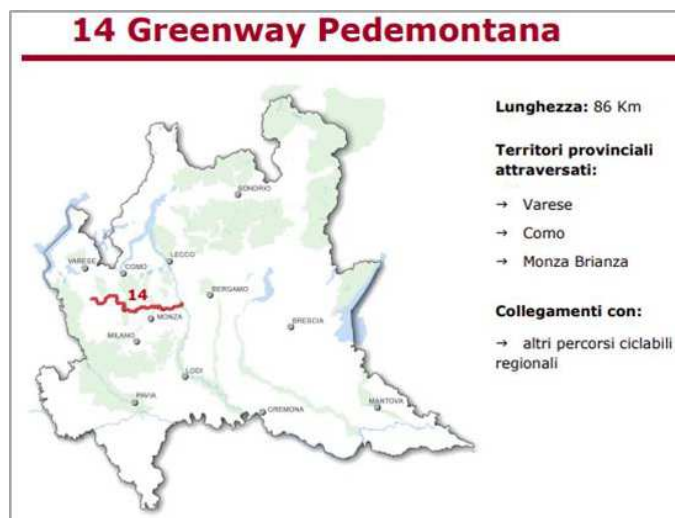 14 Greenway Pedemontana
Lunghezza: 86 Km
Territori provinciali
attraversati:
→ Varese
→ Como
→ Monza Brianza
Collegamenti con:
→ altri percorsi ciclabili
regionali
SONDRIO
LECCO
VARESE
COMO
BERGAMO
14
MONZA
BRESCIA
MILANO
LODI
PAVIA
CREMONA
MANTOVA